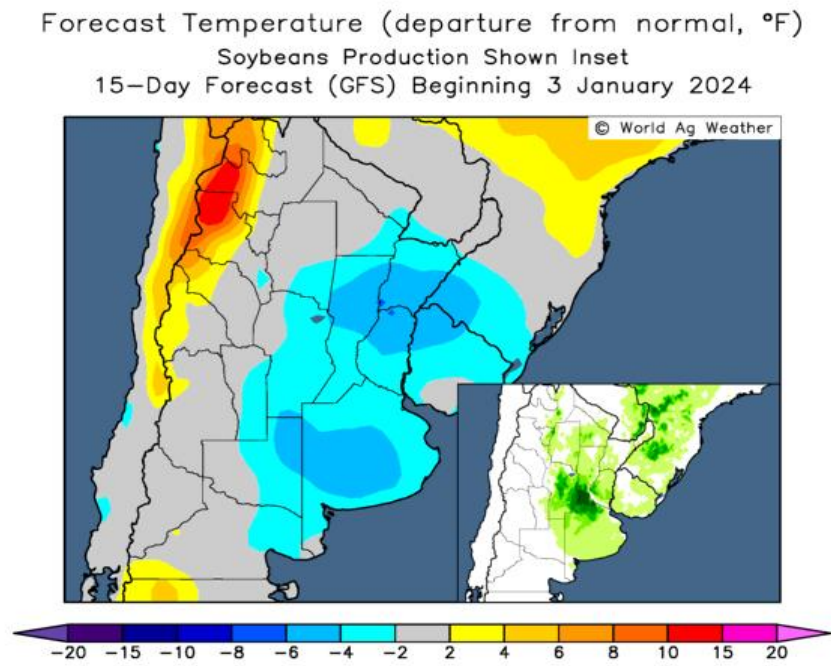 Forecast Temperature (departure from normal, °F)
Soybeans Production Shown Inset
15-Day Forecast (GFS) Beginning 3 January 2024
© World Ag Weather
-20 -15 -10 -8 -6 -4 -2 2 4 6 8 10 15 20